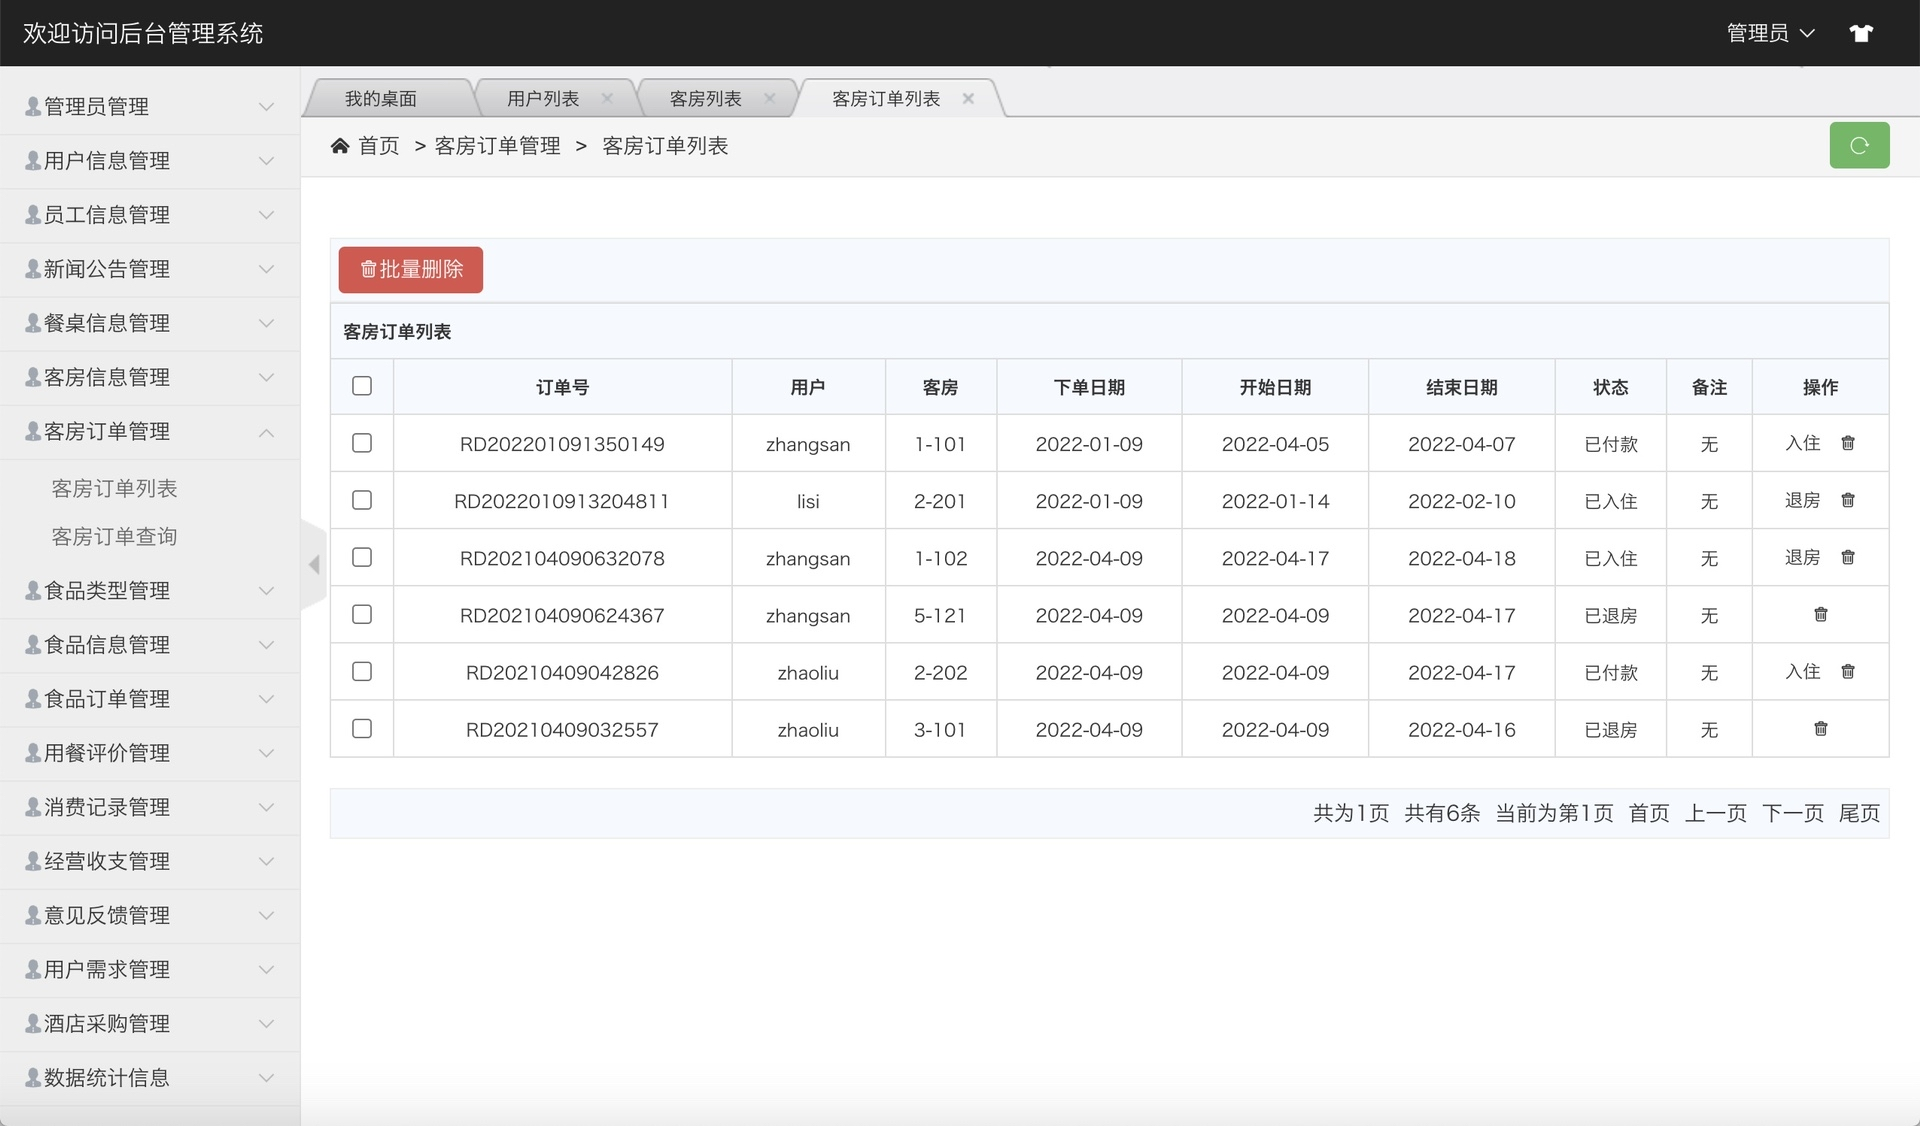 欢迎访问后台管理系统
管理员
管理员管理
用户信息管理
员工信息管理
新闻公告管理
餐桌信息管理
客房信息管理
客房订单管理
客房订单列表
客房订单查询
食品类型管理
食品信息管理
食品订单管理
用餐评价管理
消费记录管理
经营收支管理
意见反馈管理
用户需求管理
酒店采购管理
数据统计信息
我的桌面 用户列表 客房列表 客房订单列表
首页 > 客房订单管理 > 客房订单列表
批量删除
客房订单列表
订单号 用户 客房 下单日期 开始日期 结束日期 状态 备注 操作
RD202201091350149 zhangsan 1-101 2022-01-09 2022-04-05 2022-04-07 已付款 无 入住
RD2022010913204811 lisi 2-201 2022-01-09 2022-01-14 2022-02-10 已入住 无 退房
RD202104090632078 zhangsan 1-102 2022-04-09 2022-04-17 2022-04-18 已入住 无 退房
RD202104090624367 zhangsan 5-121 2022-04-09 2022-04-09 2022-04-17 已退房 无
RD20210409042826 zhaoliu 2-202 2022-04-09 2022-04-09 2022-04-17 已付款 无 入住
RD20210409032557 zhaoliu 3-101 2022-04-09 2022-04-09 2022-04-16 已退房 无
共为1页 共有6条 当前为第1页 首页 上一页 下一页 尾页